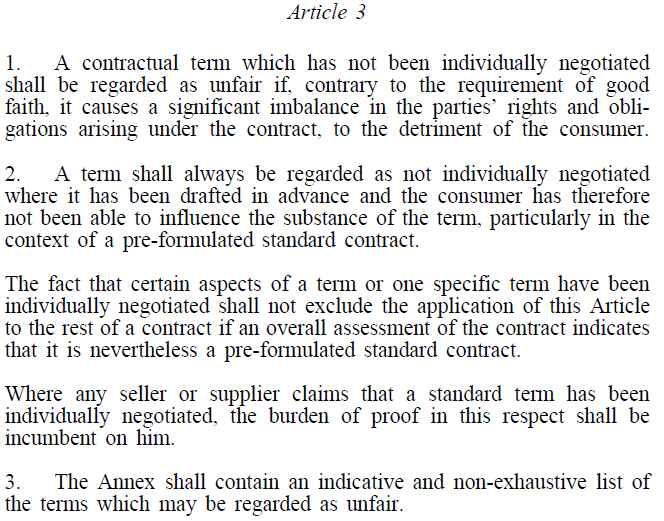 Article 3
1. A contractual term which has not been individually negotiated
shall be regarded as unfair if, contrary to the requirement of good
faith, it causes a significant imbalance in the parties' rights and obli-
gations arising under the contract, to the detriment of the consumer.
2. A term shall always be regarded as not individually negotiated
where it has been drafted in advance and the consumer has therefore
not been able to influence the substance of the term, particularly in the
context of a pre-formulated standard contract.
The fact that certain aspects of a term or one specific term have been
individually negotiated shall not exclude the application of this Article
to the rest of a contract if an overall assessment of the contract indicates
that it is nevertheless a pre-formulated standard contract.
Where any seller or supplier claims that a standard term has been
individually negotiated, the burden of proof in this respect shall be
incumbent on him.
3. The Annex shall contain an indicative and non-exhaustive list of
the terms which may be regarded as unfair.